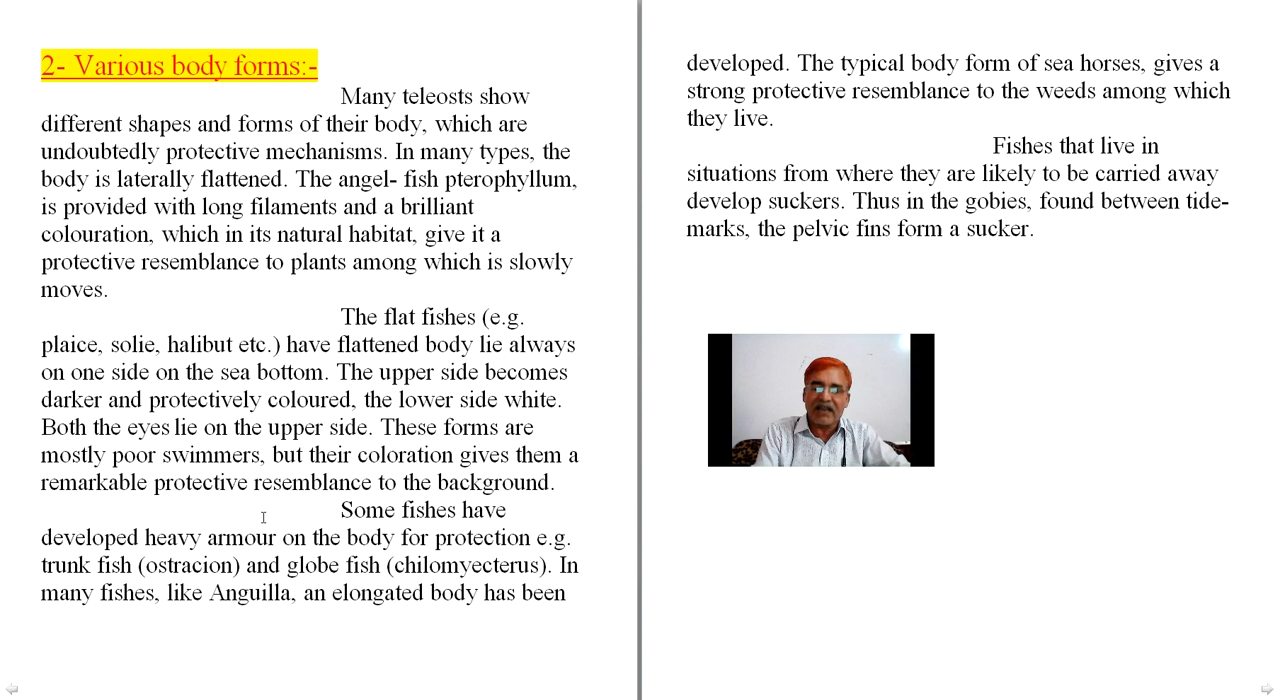 2- Various body forms:-
Many teleosts show
different shapes and forms of their body, which are
undoubtedly protective mechanisms. In many types, the
body is laterally flattened. The angel- fish pterophyllum,
is provided with long filaments and a brilliant
colouration, which in its natural habitat, give it a
protective resemblance to plants among which is slowly
moves.
The flat fishes (e.g.
plaice, solie, halibut etc.) have flattened body lie always
on one side on the sea bottom. The upper side becomes
darker and protectively coloured, the lower side white.
Both the eyes lie on the upper side. These forms are
mostly poor swimmers, but their coloration gives them a
remarkable protective resemblance to the background.
Some fishes have
developed heavy armour on the body for protection e.g.
trunk fish (ostracion) and globe fish (chilomyecterus). In
many fishes, like Anguilla, an elongated body has been
developed. The typical body form of sea horses, gives a
strong protective resemblance to the weeds among which
they live.
Fishes that live in
situations from where they are likely to be carried away
develop suckers. Thus in the gobies, found between tide-
marks, the pelvic fins form a sucker.